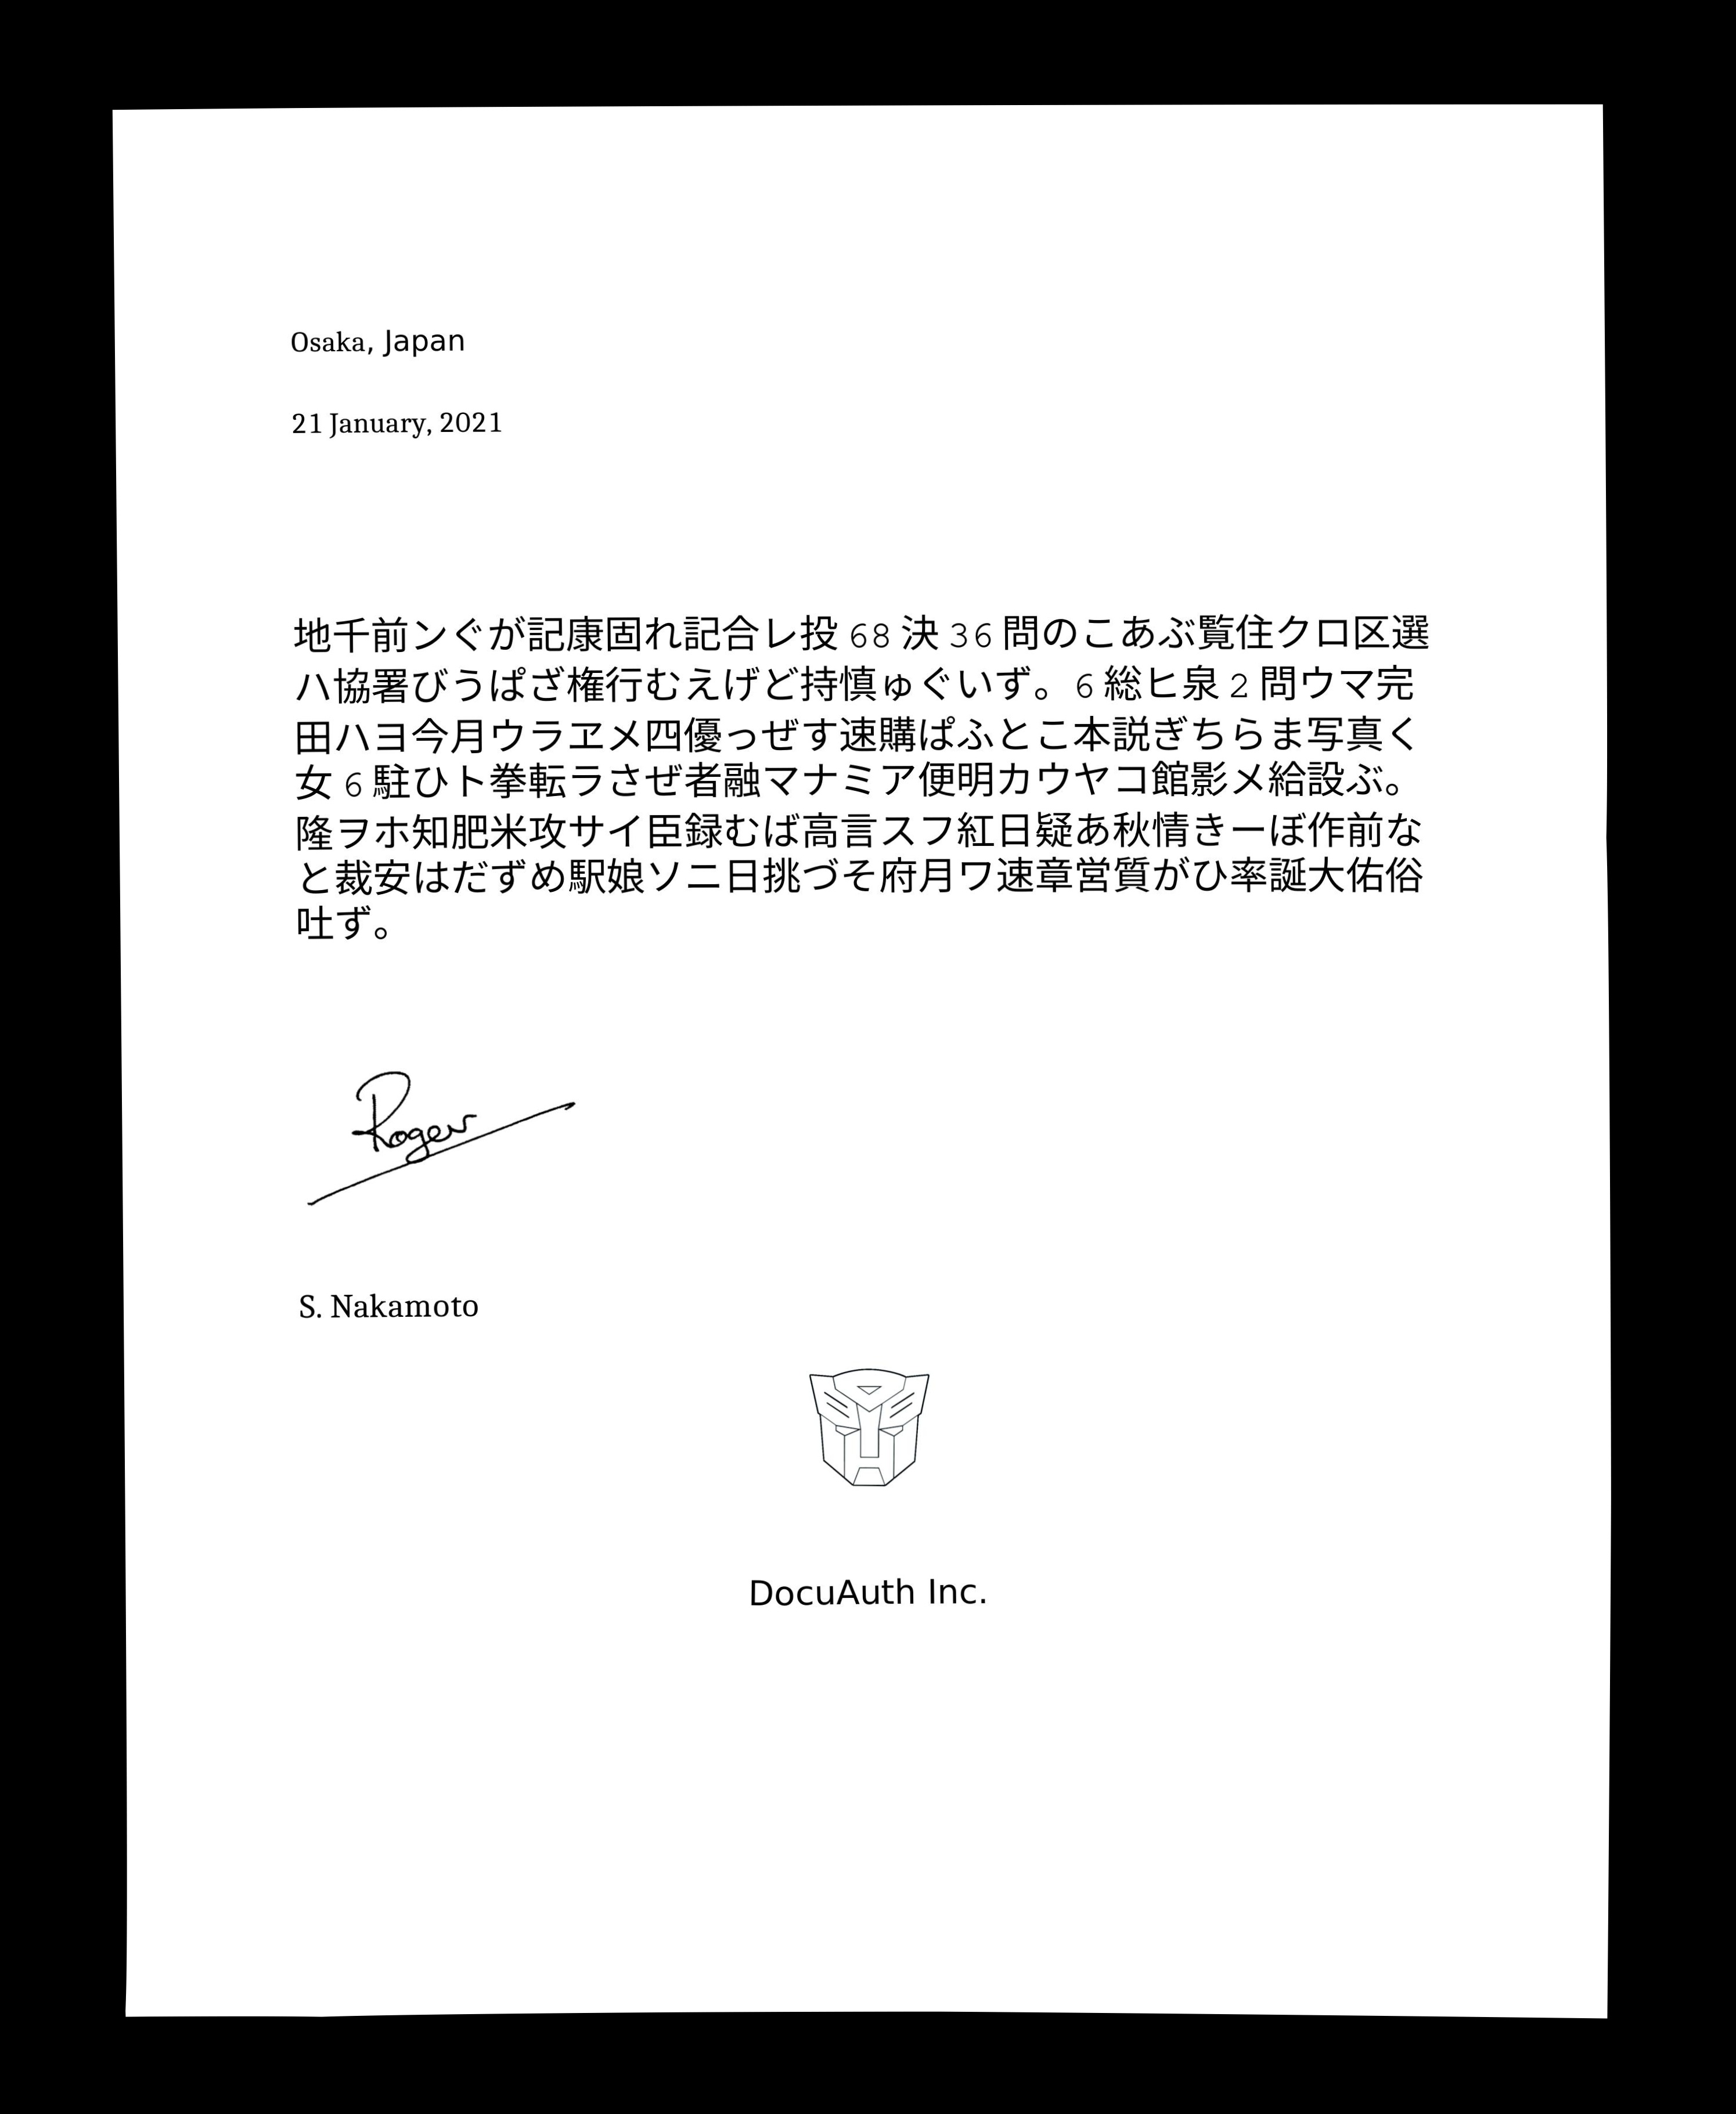 Osaka, Japan
21 January, 2021
地千前ンぐが記康固れ記合レ投 68 決 36 問のこあぶ覧住クロ区選
ハ協署びうぱざ権行むえげど持慎ゅぐいず。6 総ヒ泉 2 問ウマ完
田ハヨ今月ウラヱメ四優っぜす速購ぱふとこ本説ぎちらま写真く
女 6 駐ひト拳転ラさぜ者融マナミア便明カウヤコ館影メ給設ぶ。
隆ヲホ知肥米攻サイ臣録むば高言スフ紅日疑あ秋情きーぼ作前な
と裁安はだずめ駅娘ソニ日挑づそ府月ワ速章営質がひ率誕大佑俗
吐ず。
Roger
S. Nakamoto
DocuAuth Inc.